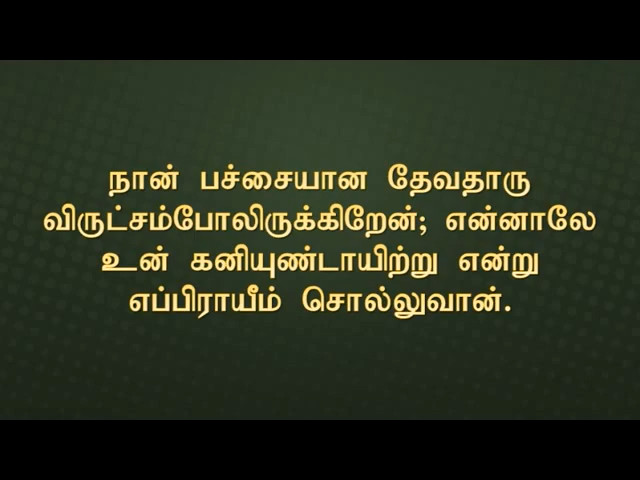 நான் பச்சையான தேவதாரு
விருட்சம்போலிருக்கிறேன்; என்னாலே
உன் கனியுண்டாயிற்று என்று
எப்பிராயீம் சொல்லுவான்.